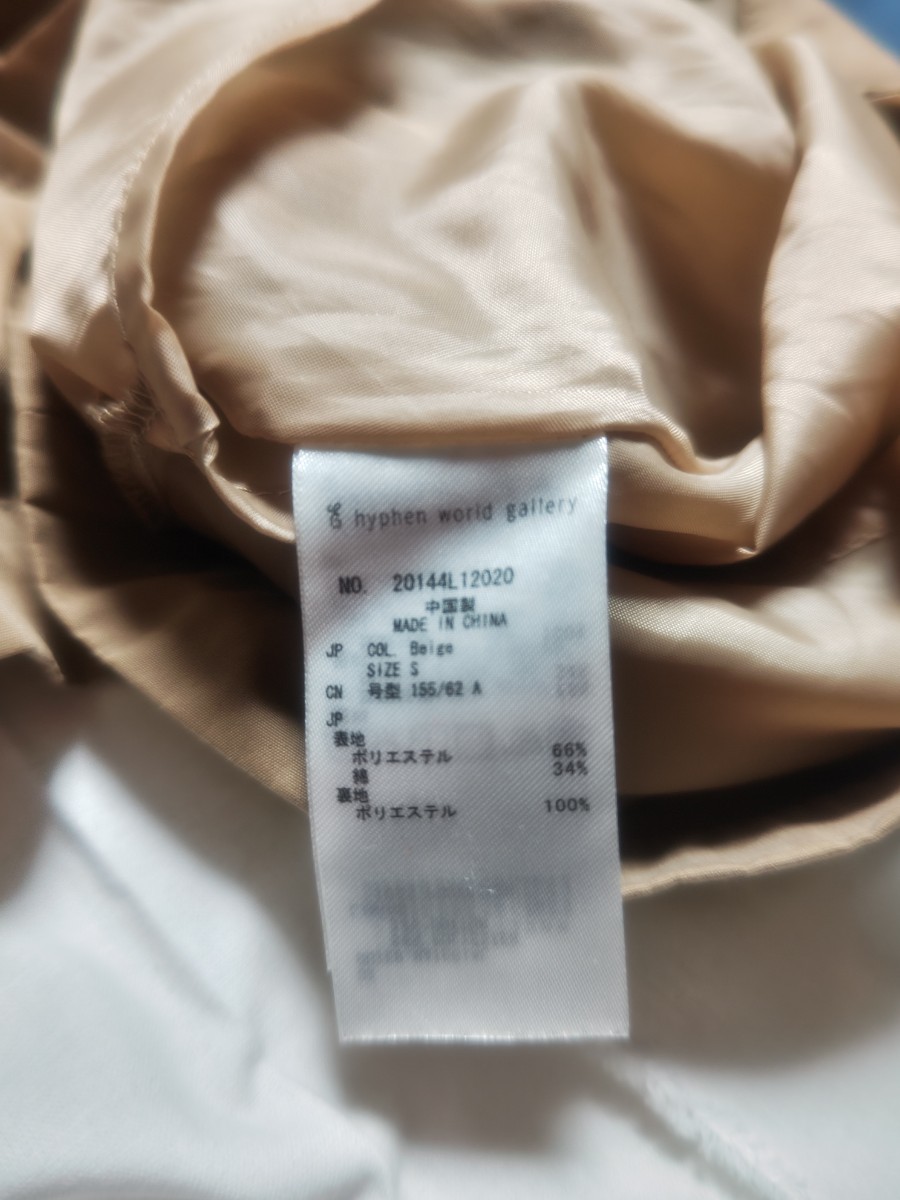 hyphen world gallery
NO. 20144L12020
中国製
MADE IN CHINA
JP COL. Beige
SIZE S
CN 号型 155/62 A
JP
表地
ポリエステル 66%
綿 34%
裏地
ポリエステル 100%